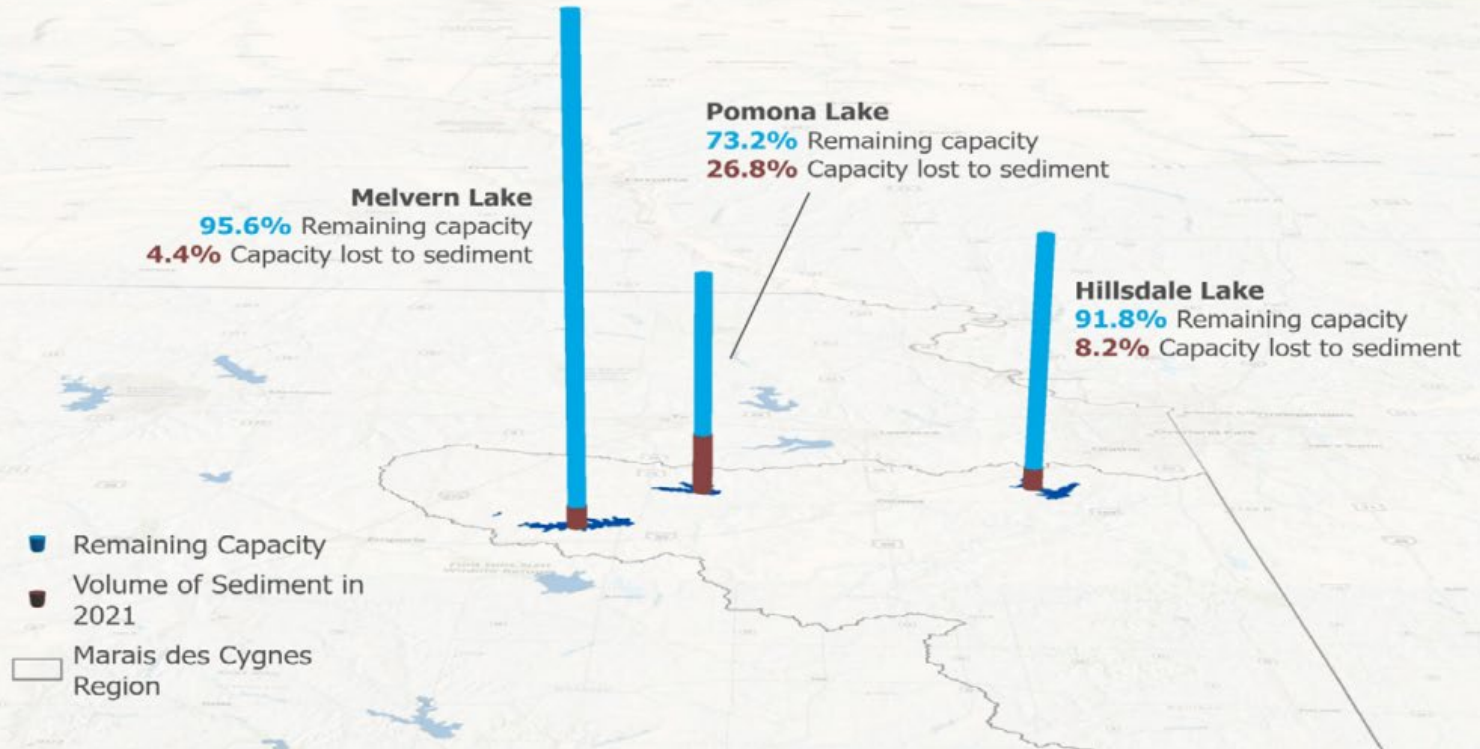 Pomona Lake
73.2% Remaining capacity
26.8% Capacity lost to sediment
Melvern Lake
95.6% Remaining capacity
4.4% Capacity lost to sediment
Hillsdale Lake
91.8% Remaining capacity
8.2% Capacity lost to sediment
Remaining Capacity
Volume of Sediment in
2021
Marais des Cygnes
Region